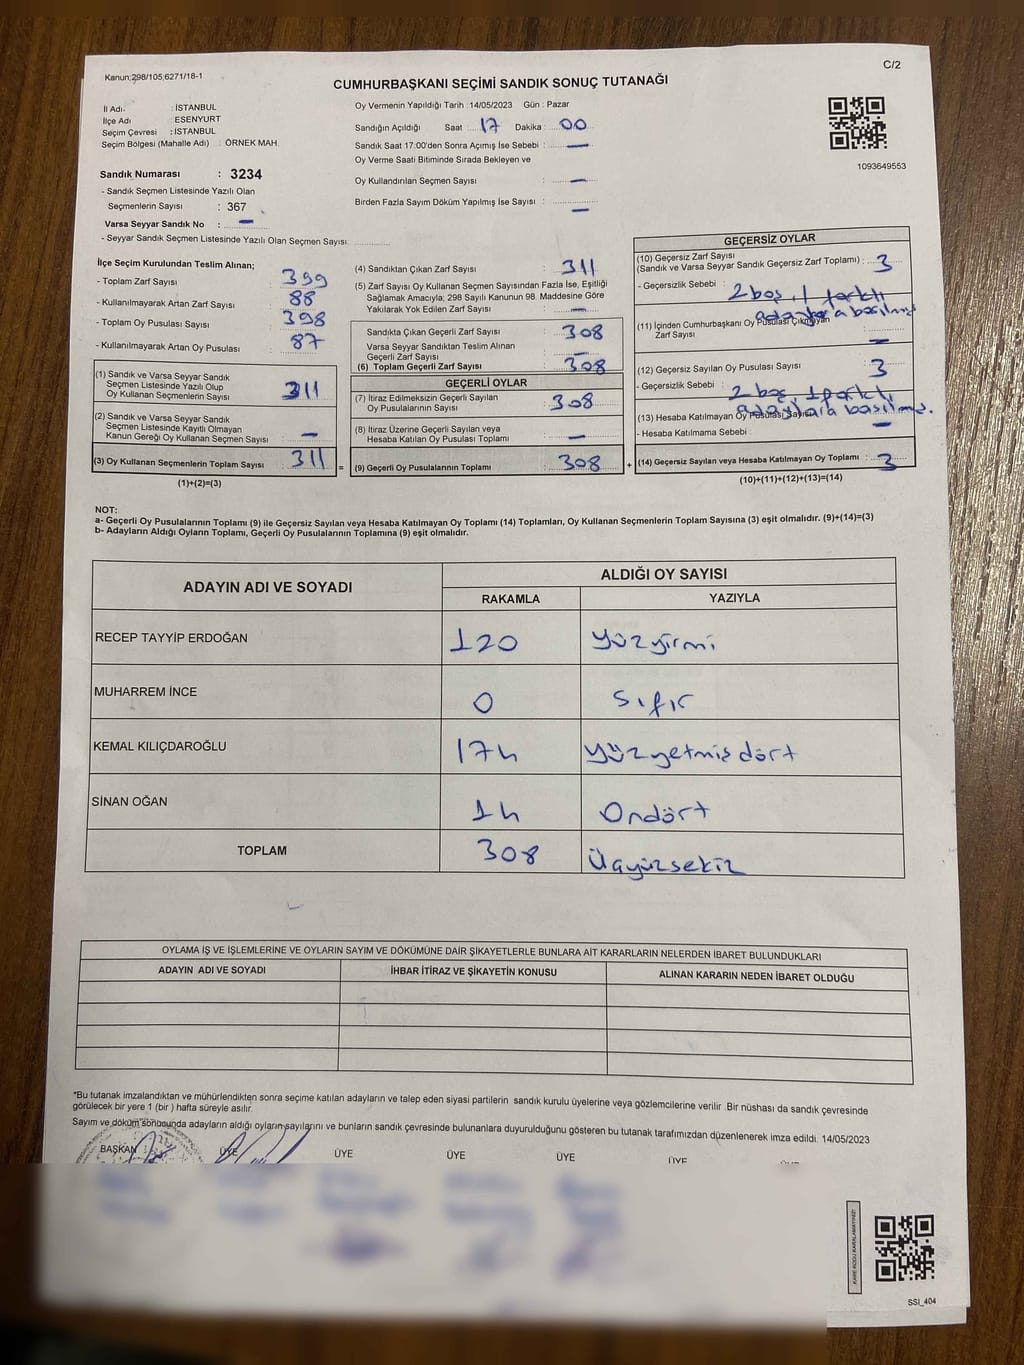 Kanun:298/105,6271/18-1
C/2
CUMHURBAŞKANI SEÇİMİ SANDIK SONUÇ TUTANAĞI
İl Adı : İSTANBUL
İlçe Adı : ESENYURT
Seçim Çevresi : İSTANBUL
Seçim Bölgesi (Mahalle Adı) : ÖRNEK MAH.
Sandık Numarası : 3234
- Sandık Seçmen Listesinde Yazılı Olan
Seçmenlerin Sayısı : 367
Varsa Seyyar Sandık No : —
- Seyyar Sandık Seçmen Listesinde Yazılı Olan Seçmen Sayısı:
Oy Vermenin Yapıldığı Tarih :14/05/2023 Gün : Pazar
Sandığın Açıldığı Saat : 17 Dakika : 00
Sandık Saat 17:00'den Sonra Açımış İse Sebebi : —
Oy Verme Saati Bitiminde Sırada Bekleyen ve
Oy Kullandırılan Seçmen Sayısı : —
Birden Fazla Sayım Döküm Yapılmış İse Sayısı : —
1093649553
İlçe Seçim Kurulundan Teslim Alınan;
- Toplam Zarf Sayısı : 399
- Kullanılmayarak Artan Zarf Sayısı : 88
- Toplam Oy Pusulası Sayısı : 398
- Kullanılmayarak Artan Oy Pusulası : 87
(1) Sandık ve Varsa Seyyar Sandık
Seçmen Listesinde Yazılı Olup
Oy Kullanan Seçmenlerin Sayısı : 311
(2) Sandık ve Varsa Seyyar Sandık
Seçmen Listesinde Kayıtlı Olmayan
Kanun Gereği Oy Kullanan Seçmen Sayısı : —
(3) Oy Kullanan Seçmenlerin Toplam Sayısı : 311
(1)+(2)=(3)
=
(4) Sandıktan Çıkan Zarf Sayısı : 311
(5) Zarf Sayısı Oy Kullanan Seçmen Sayısından Fazla İse, Eşitliği
Sağlamak Amacıyla; 298 Sayılı Kanunun 98. Maddesine Göre
Yakılarak Yok Edilen Zarf Sayısı : —
Sandıkta Çıkan Geçerli Zarf Sayısı : 308
Varsa Seyyar Sandıktan Teslim Alınan
Geçerli Zarf Sayısı : —
(6) Toplam Geçerli Zarf Sayısı : 308
GEÇERLİ OYLAR
(7) İtiraz Edilmeksizin Geçerli Sayılan
Oy Pusulalarının Sayısı : 308
(8) İtiraz Üzerine Geçerli Sayılan veya
Hesaba Katılan Oy Pusulası Toplamı : —
(9) Geçerli Oy Pusulalarının Toplamı : 308
+
GEÇERSİZ OYLAR
(10) Geçersiz Zarf Sayısı
(Sandık ve Varsa Seyyar Sandık Geçersiz Zarf Toplamı) : 3
- Geçersizlik Sebebi : 2 boş, 1 farklı
adaylara basılmış
(11) İçinden Cumhurbaşkanı Oy Pusulası Çıkmayan
Zarf Sayısı : —
(12) Geçersiz Sayılan Oy Pusulası Sayısı : 3
- Geçersizlik Sebebi : 2 boş, 1 farklı
adaylara basılmış.
(13) Hesaba Katılmayan Oy Pusulası Sayısı : —
- Hesaba Katılmama Sebebi :
(14) Geçersiz Sayılan veya Hesaba Katılmayan Oy Toplamı : 3
(10)+(11)+(12)+(13)=(14)
NOT:
a- Geçerli Oy Pusulalarının Toplamı (9) ile Geçersiz Sayılan veya Hesaba Katılmayan Oy Toplamı (14) Toplamları, Oy Kullanan Seçmenlerin Toplam Sayısına (3) eşit olmalıdır. (9)+(14)=(3)
b- Adayların Aldığı Oyların Toplamı, Geçerli Oy Pusulalarının Toplamına (9) eşit olmalıdır.
ADAYIN ADI VE SOYADI
ALDIĞI OY SAYISI
RAKAMLA YAZIYLA
RECEP TAYYİP ERDOĞAN 120 Yüzyirmi
MUHARREM İNCE 0 Sıfır
KEMAL KILIÇDAROĞLU 174 Yüzyetmişdört
SİNAN OĞAN 14 Ondört
TOPLAM 308 Üçyüzsekiz
OYLAMA İŞ VE İŞLEMLERİNE VE OYLARIN SAYIM VE DÖKÜMÜNE DAİR ŞİKAYETLERLE BUNLARA AİT KARARLARIN NELERDEN İBARET BULUNDUKLARI
ADAYIN ADI VE SOYADI İHBAR İTİRAZ VE ŞİKAYETİN KONUSU ALINAN KARARIN NEDEN İBARET OLDUĞU
*Bu tutanak imzalandıktan ve mühürlendikten sonra seçime katılan adayların ve talep eden siyasi partilerin sandık kurulu üyelerine veya gözlemcilerine verilir. Bir nüshası da sandık çevresinde
görülecek bir yere 1 (bir ) hafta süreyle asılır.
Sayım ve döküm sonucunda adayların aldığı oyların sayılarını ve bunların sandık çevresinde bulunanlara duyurulduğunu gösteren bu tutanak tarafımızdan düzenlenerek imza edildi. 14/05/2023
BAŞKAN ÜYE ÜYE ÜYE ÜYE ÜYE
KARE KODU KARALAMAYINIZ!
SSI_404